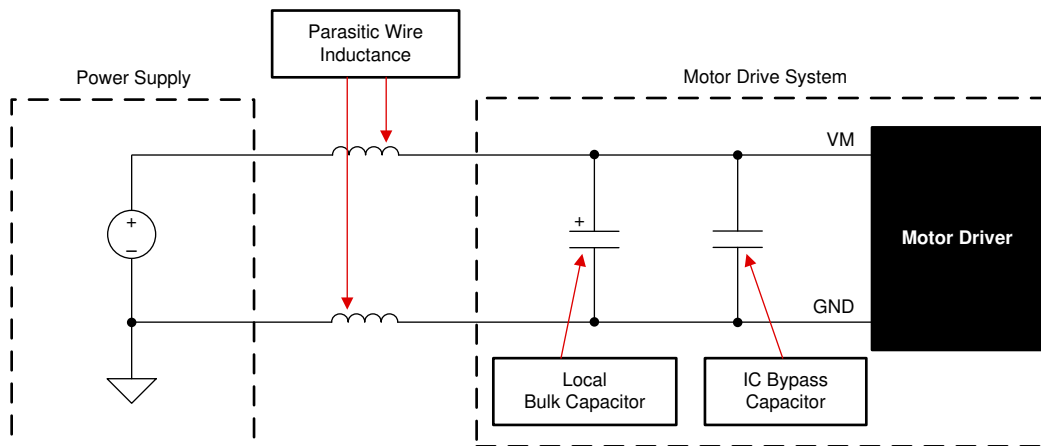 Parasitic Wire
Inductance
Power Supply
Motor Drive System
VM
+
–
+
Motor Driver
GND
Local
Bulk Capacitor
IC Bypass
Capacitor